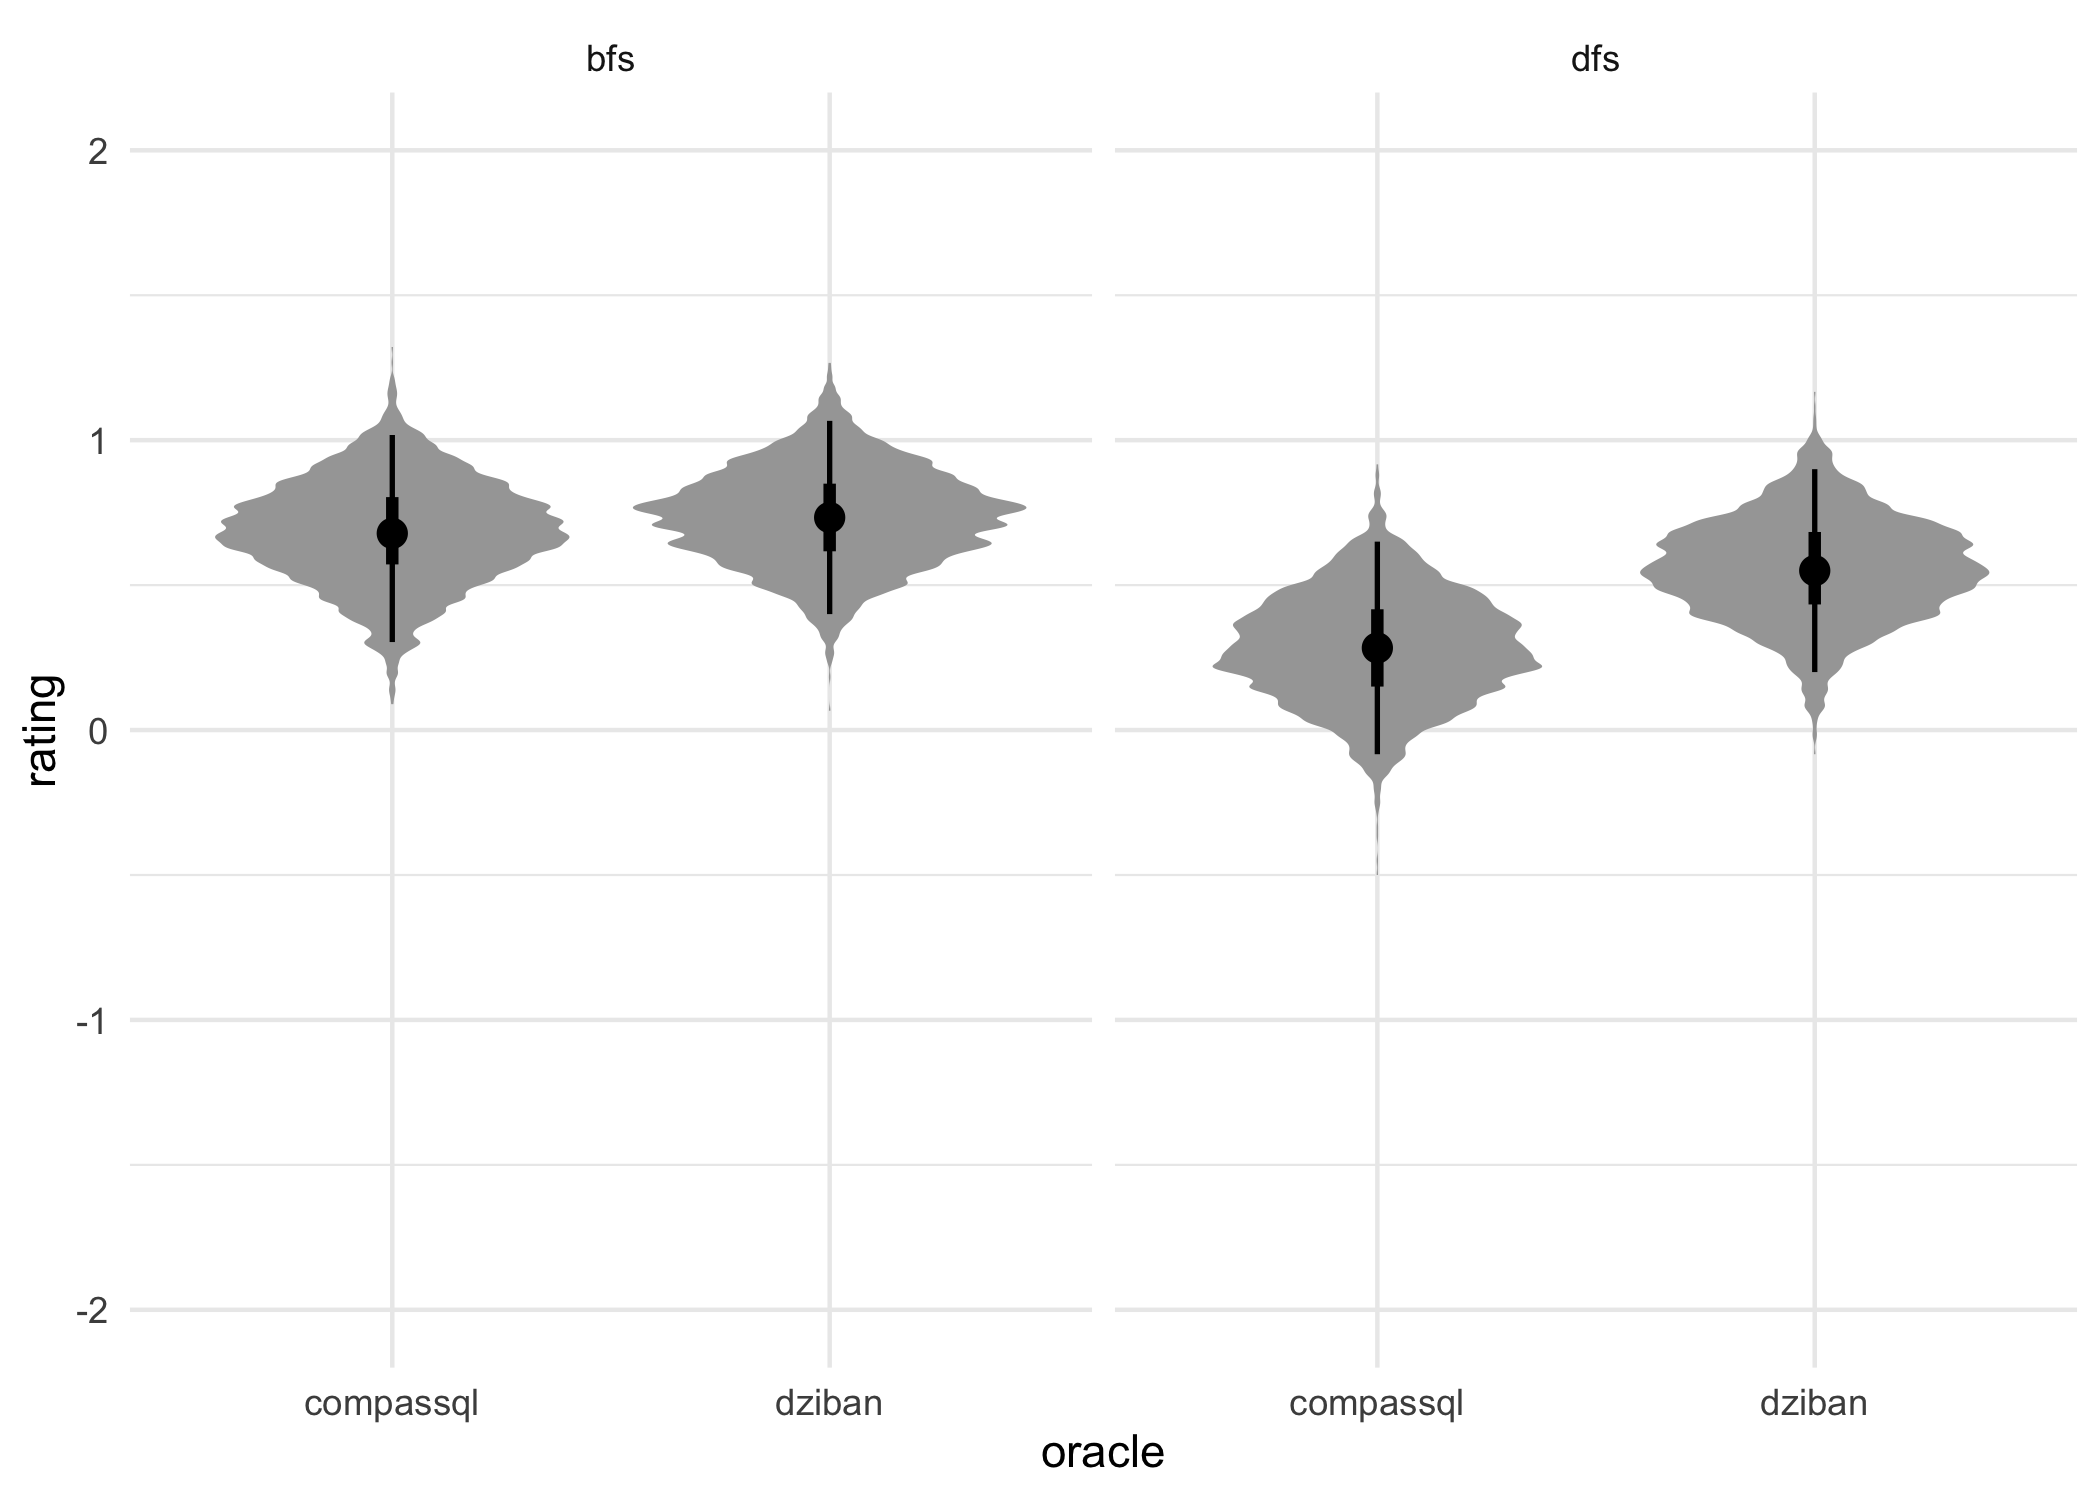 bfs
dfs
2
1
0
-1
-2
rating
compassql
dziban
compassql
dziban
oracle